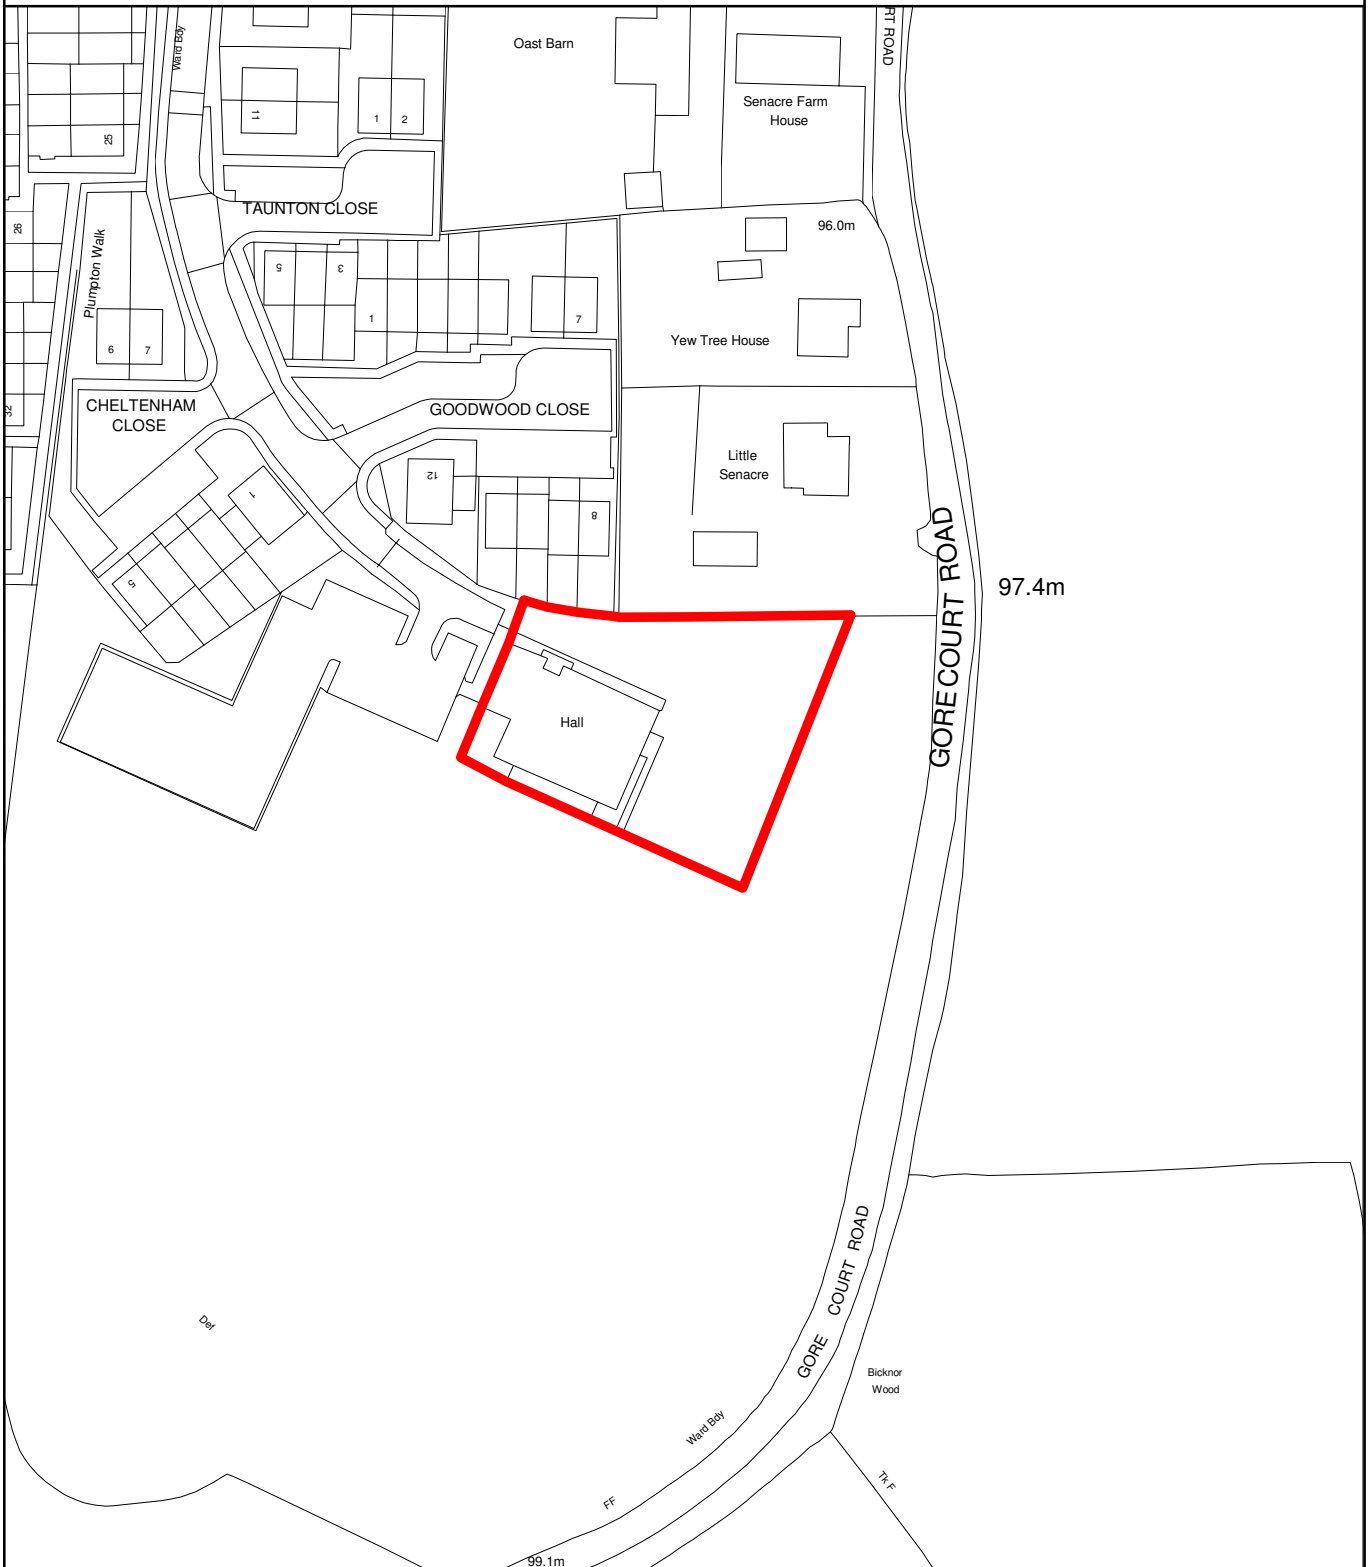 Ward Bdy
RT ROAD
Oast Barn
Senacre Farm
House
11
1
2
25
TAUNTON CLOSE
26
Plumpton Walk
96.0m
5
3
1
7
Yew Tree House
6
7
CHELTENHAM
CLOSE
GOODWOOD CLOSE
32
Little
Senacre
12
1
8
5
GORE COURT ROAD
97.4m
Hall
GORE COURT ROAD
Def
Bicknor
Wood
Ward Bdy
Tk F
FF
99.1m